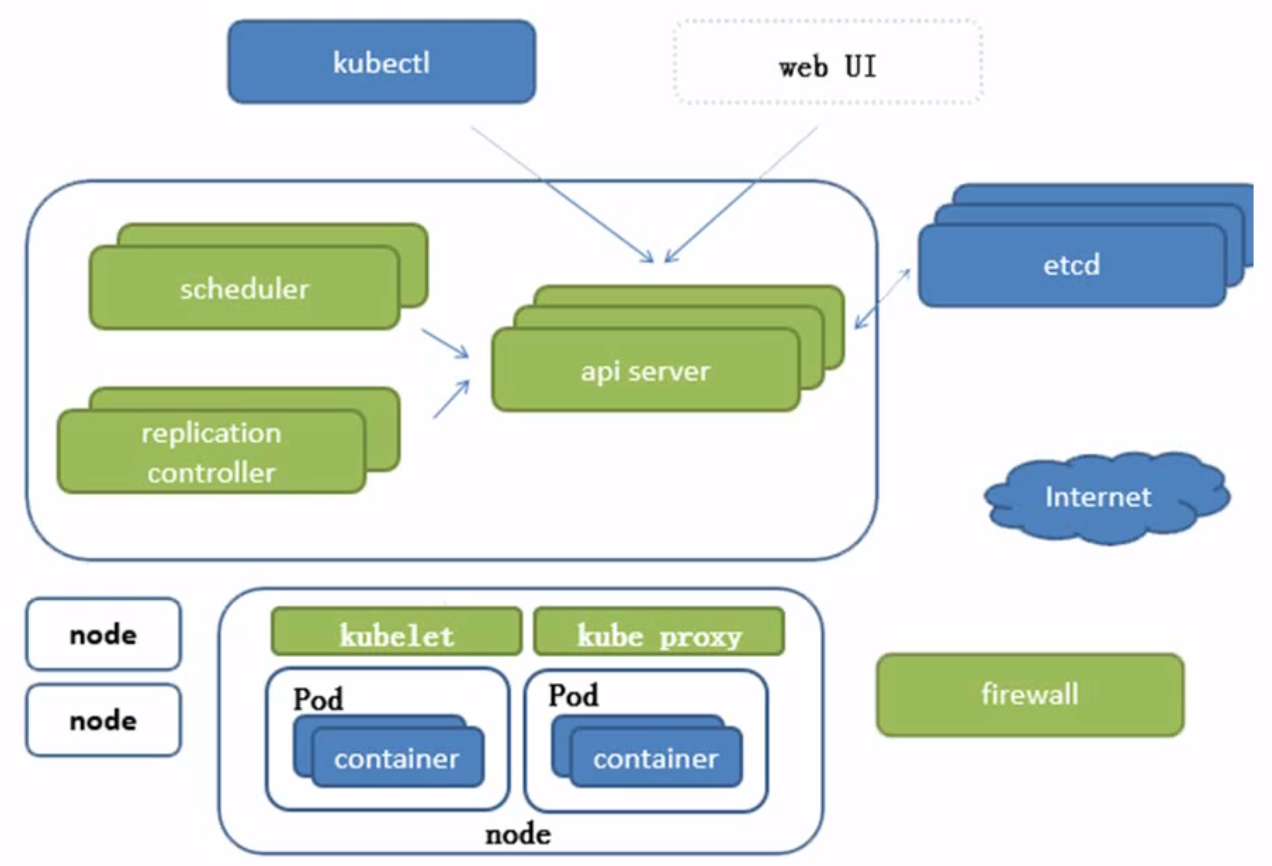 kubectl
web UI
scheduler
etcd
api server
replication
controller
Internet
node
node
kubelet
kube proxy
Pod
container
Pod
container
node
firewall